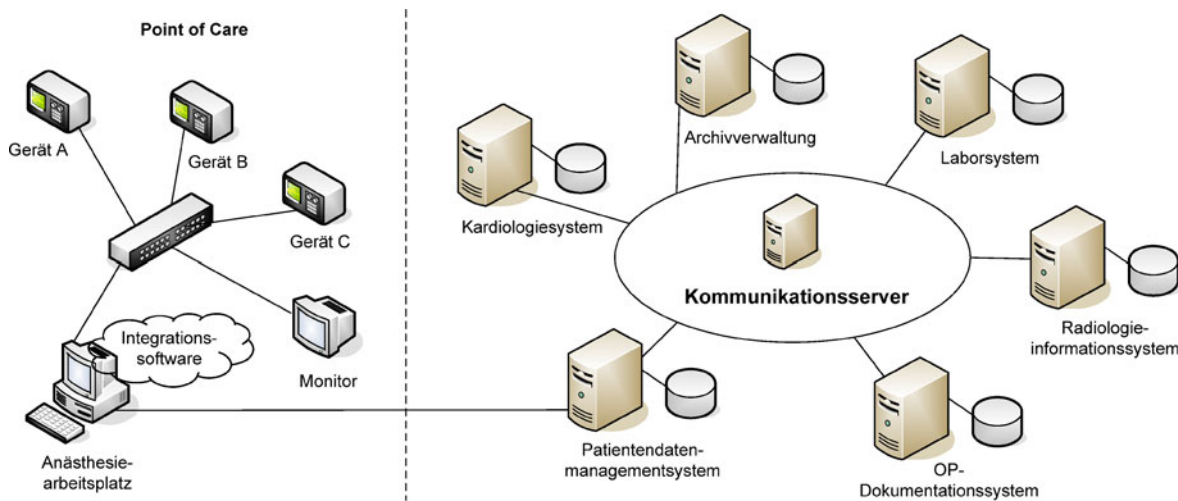 Point of Care
Gerät A
Gerät B
Gerät C
Integrations-
software
Monitor
Anästhesie-
arbeitsplatz
Archivverwaltung
Laborsystem
Kardiologiesystem
Kommunikationsserver
Radiologie-
informationssystem
Patientendaten-
managementsystem
OP-
Dokumentationssystem